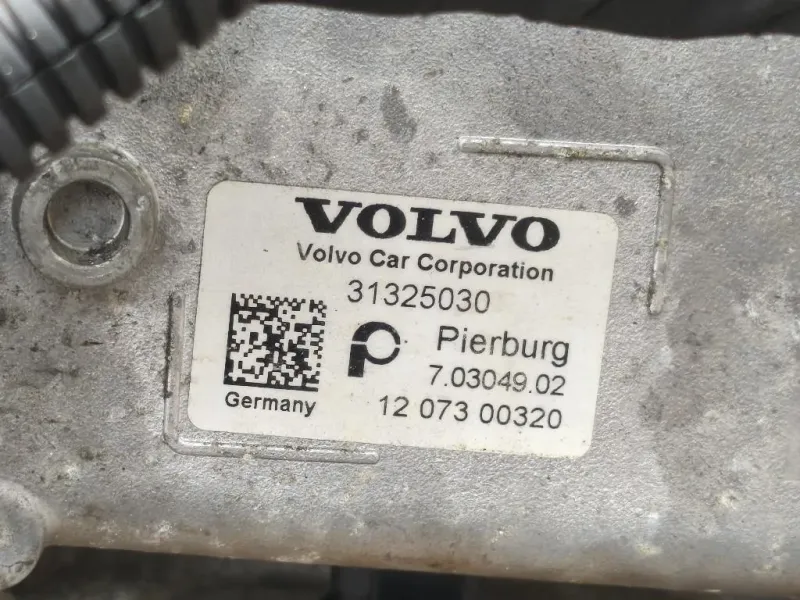 VOLVO
Volvo Car Corporation
31325030
Pierburg
7.03049.02
Germany
12 073 00320